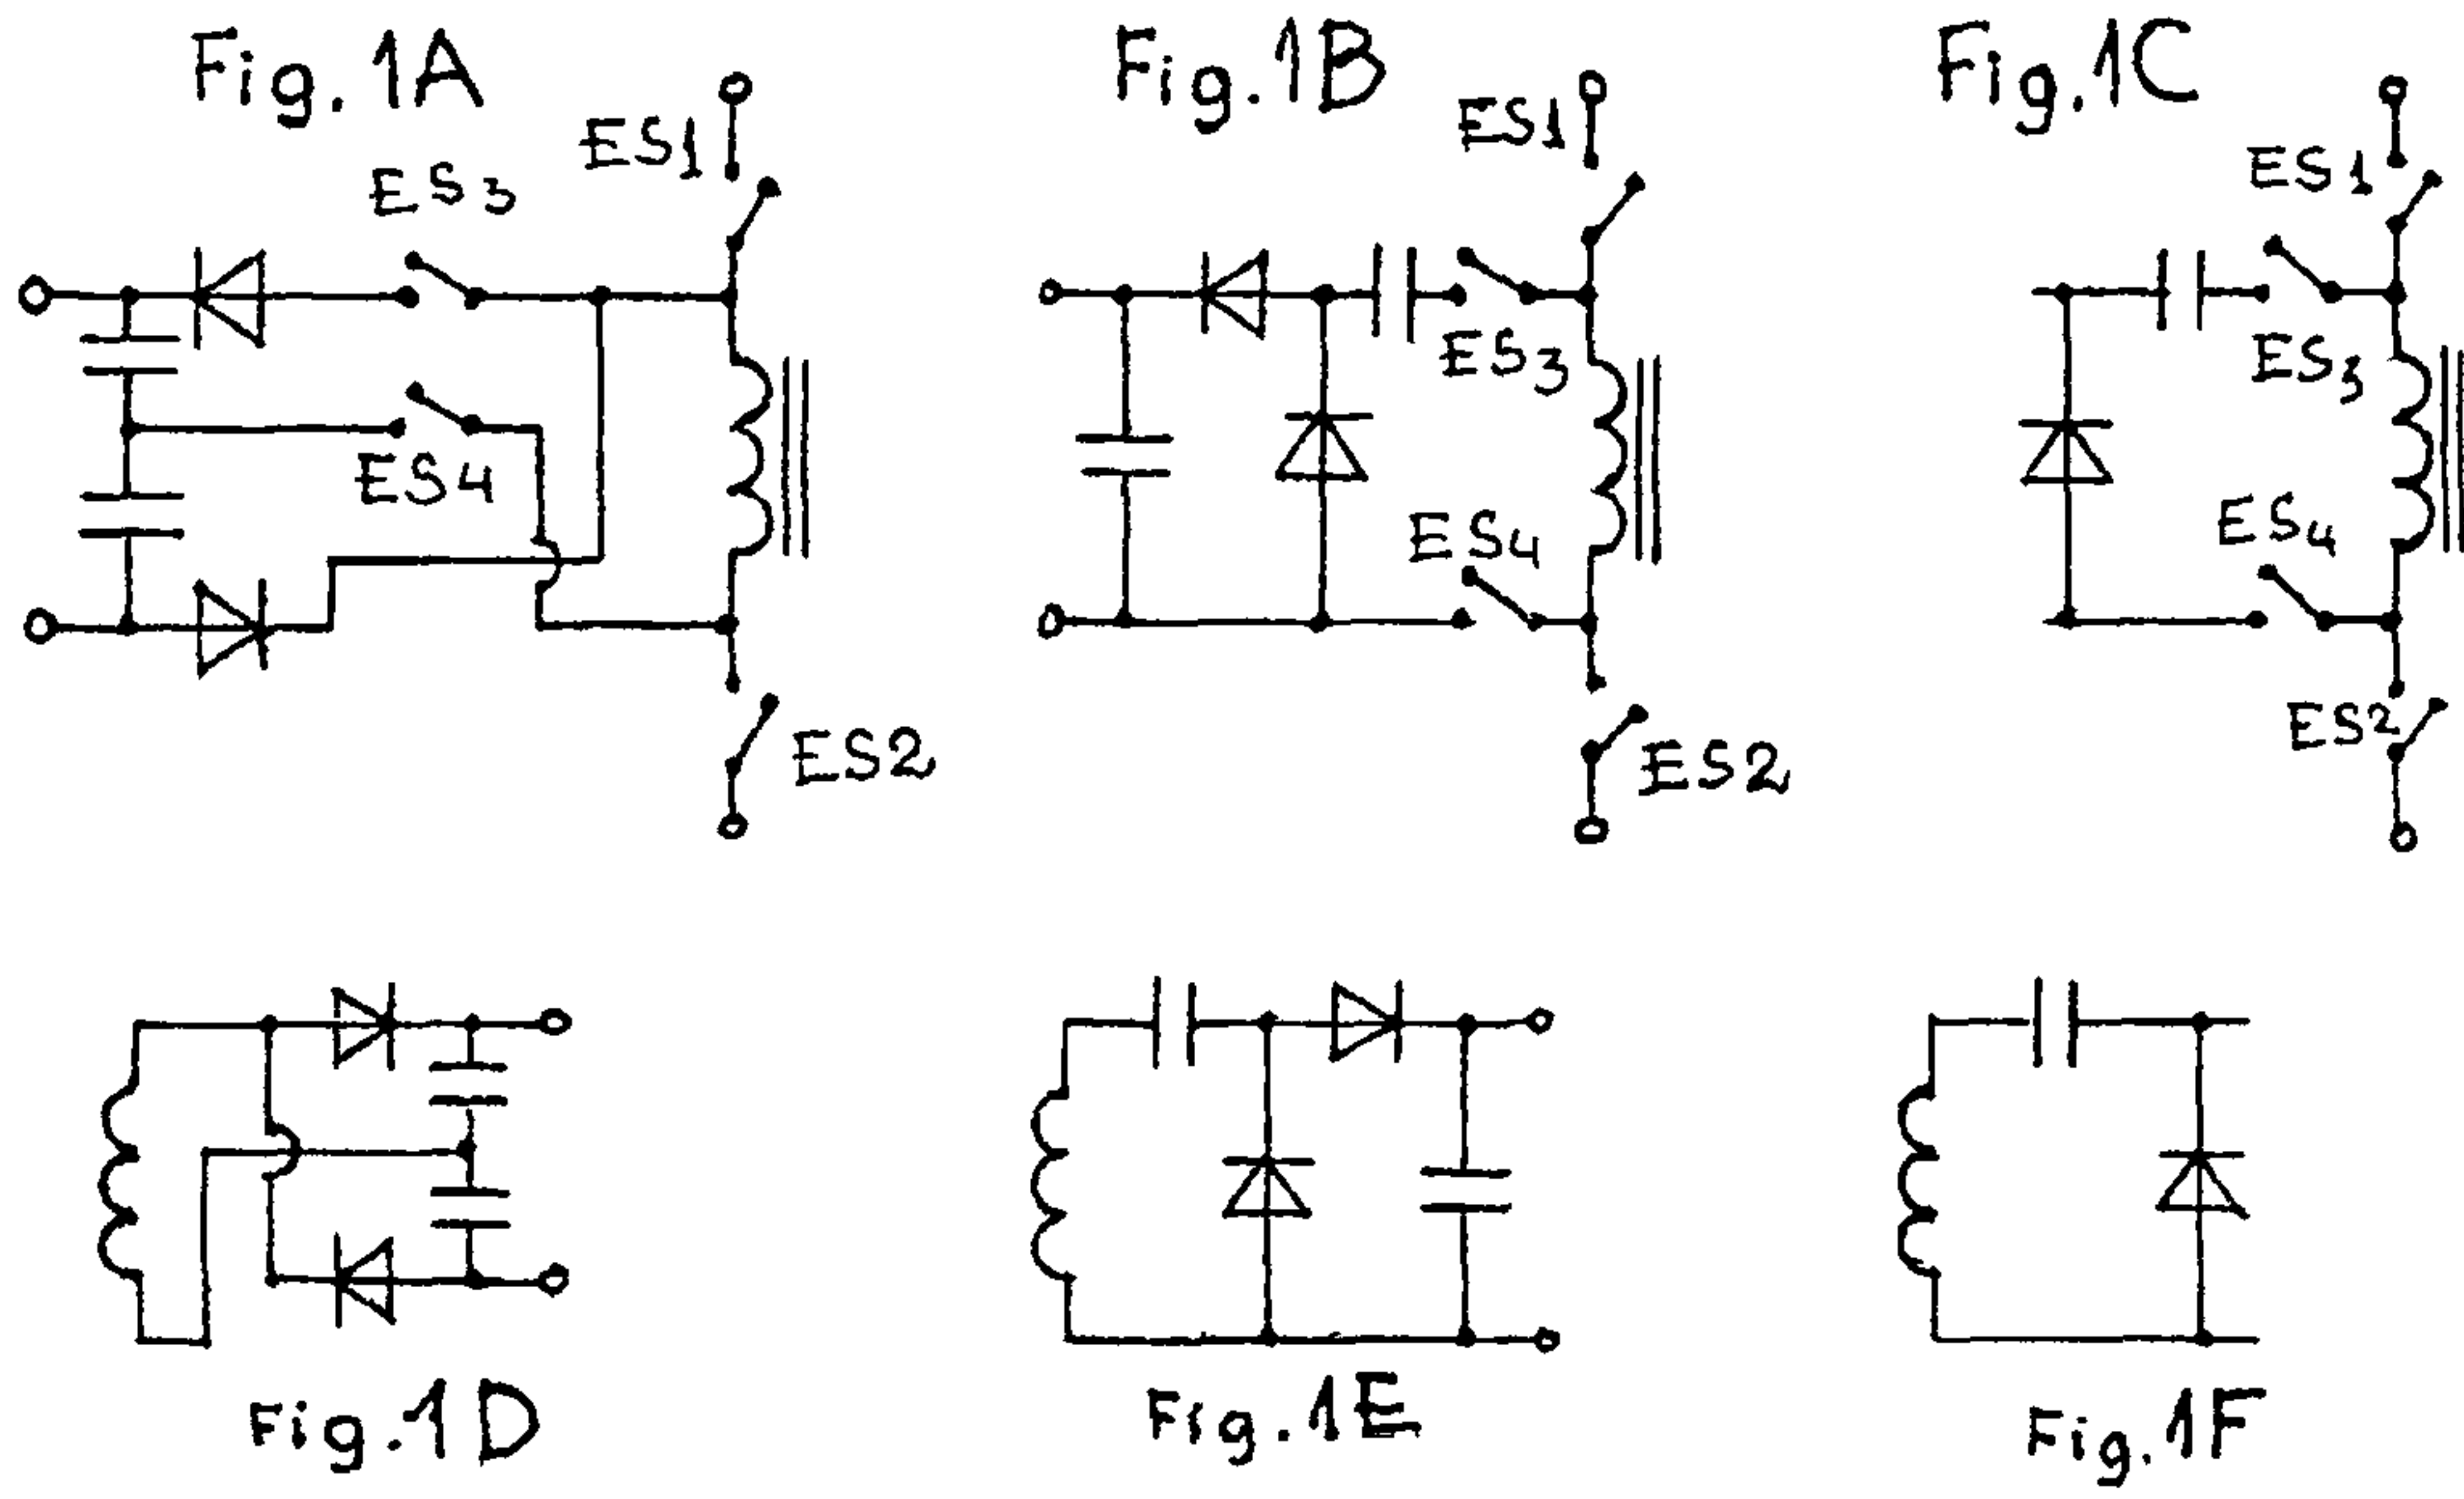 Fig. 1A
ES1
ES3
ES4
ES2
Fig. 1B
ES1
ES3
ES4
ES2
Fig. 1C
ES1
ES3
ES4
ES2
Fig. 1D
Fig. 1E
Fig. 1F